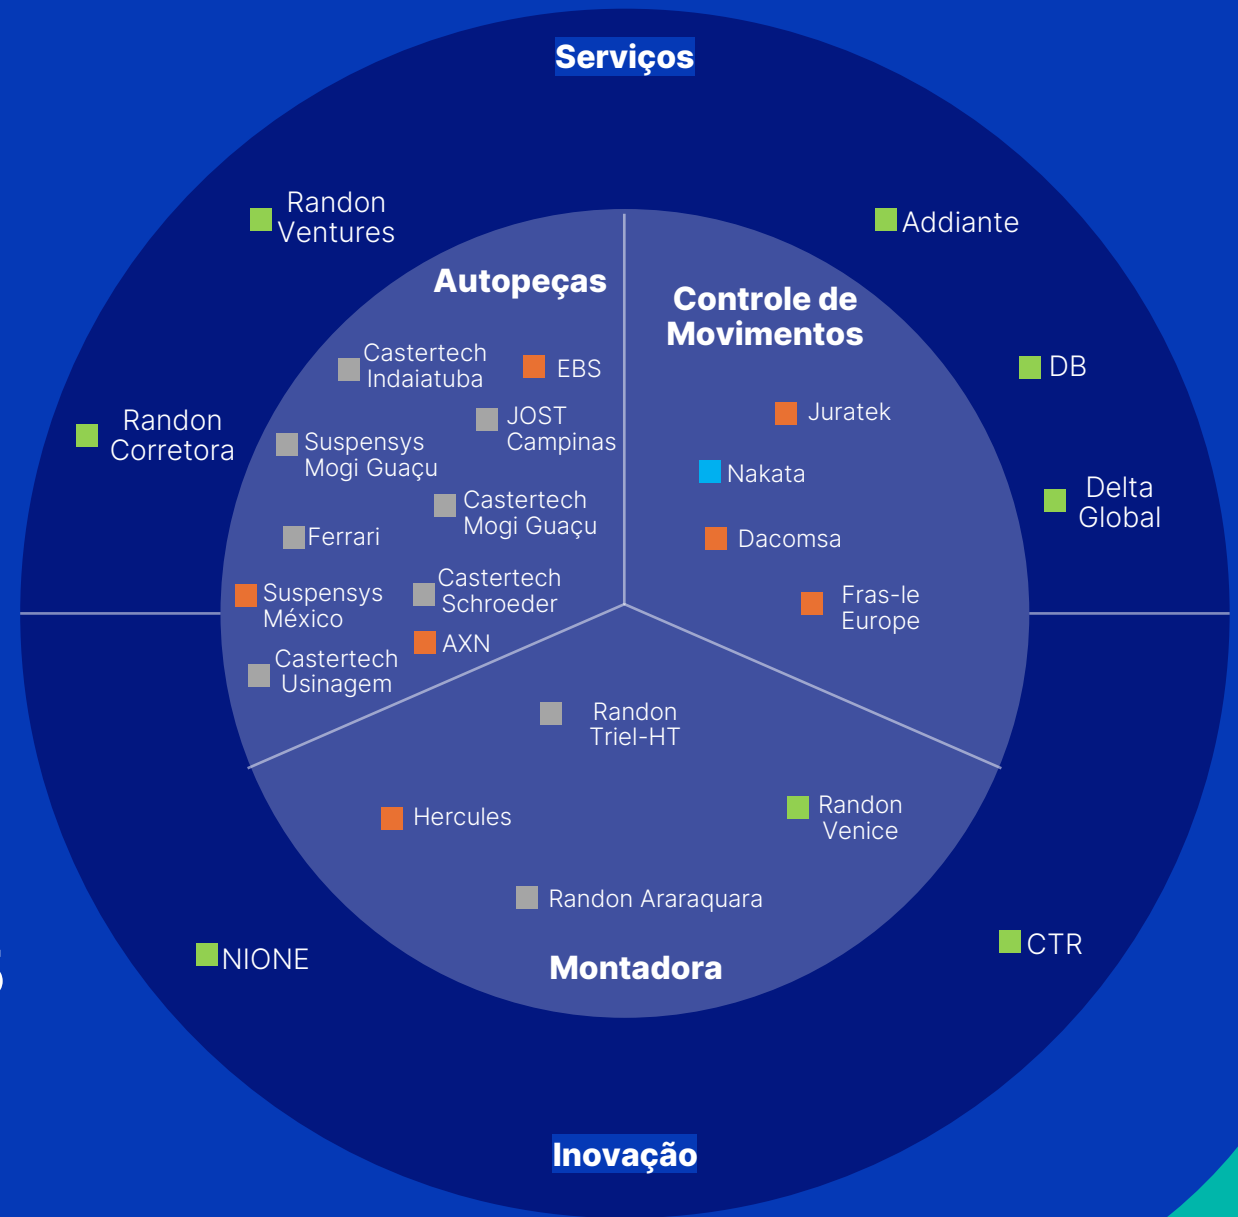 Serviços
Randon
Ventures
Addiante
Randon
Corretora
DB
Delta
Global
Autopeças
Castertech
Indaiatuba
EBS
JOST
Campinas
Suspensys
Mogi Guaçu
Castertech
Mogi Guaçu
Ferrari
Suspensys
México
Castertech
Schroeder
AXN
Castertech
Usinagem
Controle de
Movimentos
Juratek
Nakata
Dacomsa
Fras-le
Europe
Randon
Triel-HT
Hercules
Randon
Venice
Randon Araraquara
Montadora
NIONE
CTR
Inovação